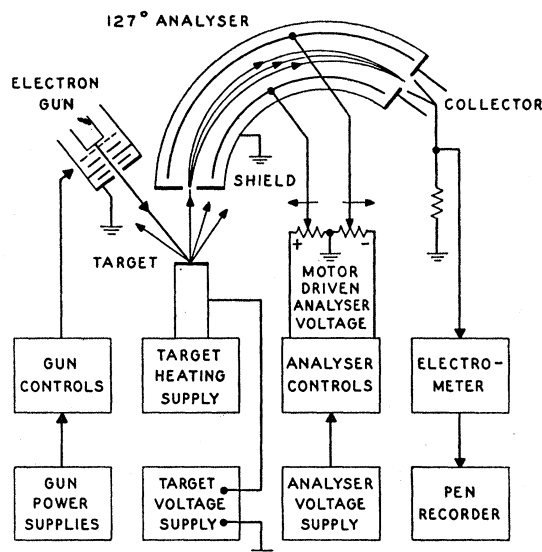 127° ANALYSER
ELECTRON
GUN
COLLECTOR
SHIELD
TARGET
+
-
MOTOR
DRIVEN
ANALYSER
VOLTAGE
GUN
CONTROLS
TARGET
HEATING
SUPPLY
ANALYSER
CONTROLS
ELECTRO-
METER
GUN
POWER
SUPPLIES
TARGET
VOLTAGE
SUPPLY
ANALYSER
VOLTAGE
SUPPLY
PEN
RECORDER